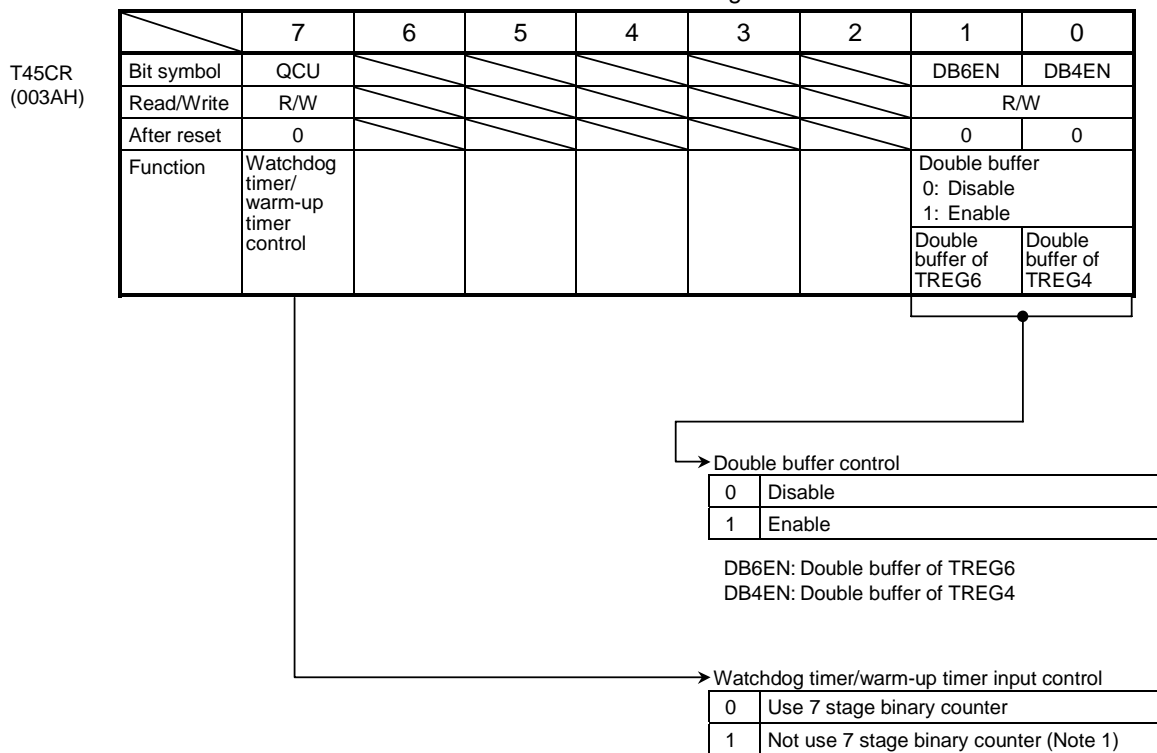 7 6 5 4 3 2 1 0
T45CR
(003AH)
Bit symbol QCU DB6EN DB4EN
Read/Write R/W R/W
After reset 0 0 0
Function
Watchdog
timer/
warm-up
timer
control
Double buffer
0: Disable
1: Enable
Double
buffer of
TREG6
Double
buffer of
TREG4
Double buffer control
0 Disable
1 Enable
DB6EN: Double buffer of TREG6
DB4EN: Double buffer of TREG4
Watchdog timer/warm-up timer input control
0 Use 7 stage binary counter
1 Not use 7 stage binary counter (Note 1)